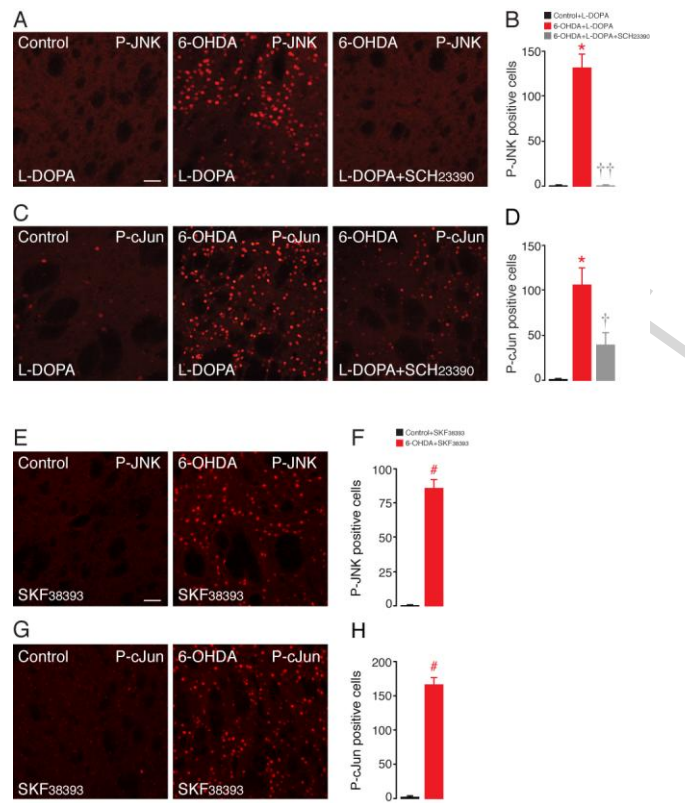 A
Control P-JNK
L-DOPA
6-OHDA P-JNK
L-DOPA
6-OHDA P-JNK
L-DOPA+SCH23390
B
Control+L-DOPA
6-OHDA+L-DOPA
6-OHDA+L-DOPA+SCH23390
P-JNK positive cells
150
100
50
0
*
††
C
Control P-cJun
L-DOPA
6-OHDA P-cJun
L-DOPA
6-OHDA P-cJun
L-DOPA+SCH23390
D
P-cJun positive cells
150
100
50
0
*
†
E
Control P-JNK
SKF38393
6-OHDA P-JNK
SKF38393
F
Control+SKF38393
6-OHDA+SKF38393
P-JNK positive cells
100
75
50
25
0
#
G
Control P-cJun
SKF38393
6-OHDA P-cJun
SKF38393
H
P-cJun positive cells
200
150
100
50
0
#